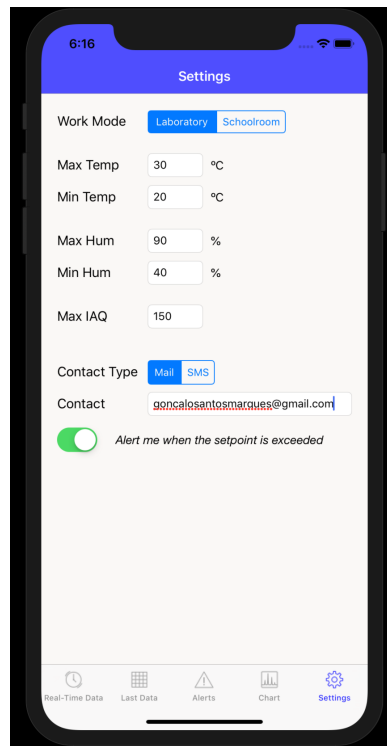 6:16
Settings
Work Mode Laboratory Schoolroom
Max Temp 30 ºC
Min Temp 20 ºC
Max Hum 90 %
Min Hum 40 %
Max IAQ 150
Contact Type Mail SMS
Contact goncalosantosmarques@gmail.com
Alert me when the setpoint is exceeded
Real-Time Data Last Data Alerts Chart Settings